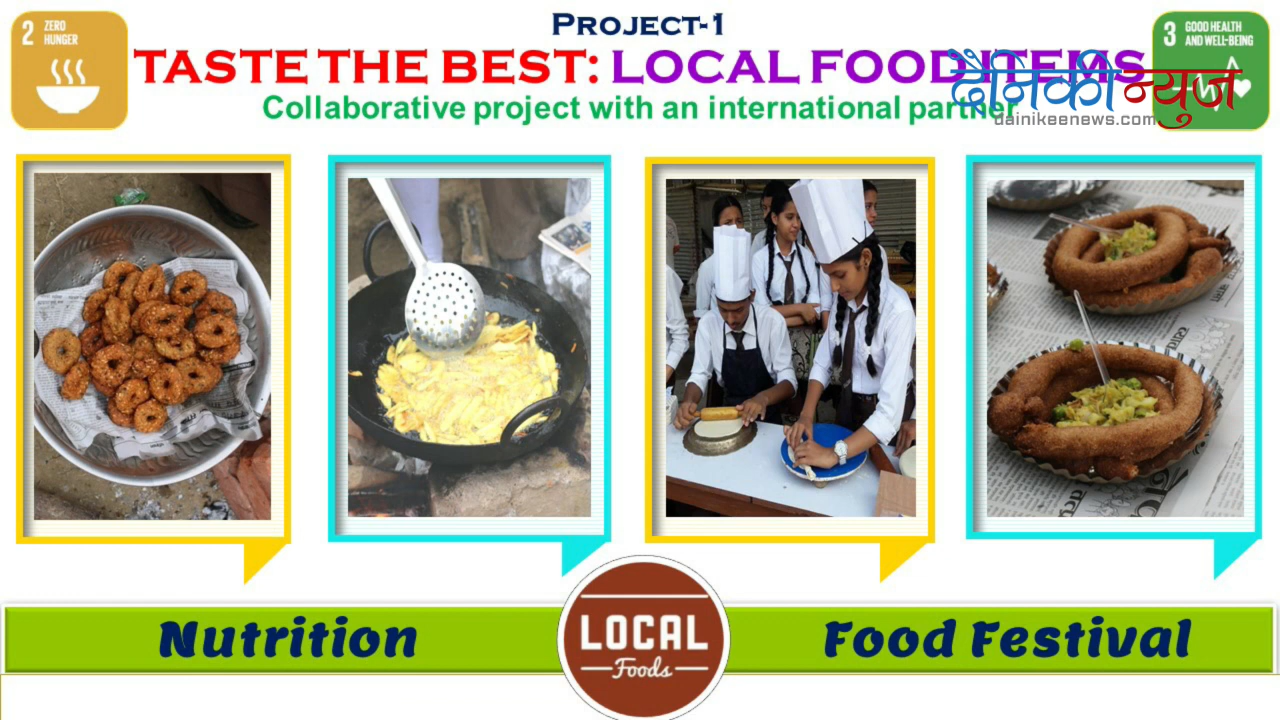 PROJECT-1
2 ZERO
HUNGER
TASTE THE BEST: LOCAL FOOD ITEMS
Collaborative project with an international partner
3 GOOD HEALTH
AND WELL-BEING
दैनिकी न्यूज
dainikeenews.com
Nutrition
LOCAL
Foods
Food Festival